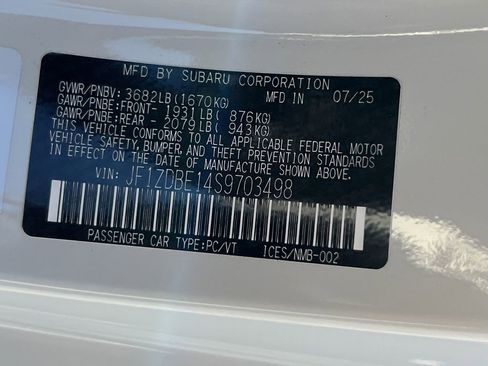 MFD BY SUBARU CORPORATION
GVWR/PNBV: 3682LB(1670KG) MFD IN 07/25
GAWR/PNBE:FRONT- 1931LB( 876KG)
GAWR/PNBE:REAR - 2079LB( 943KG)
THIS VEHICLE CONFORMS TO ALL APPLICABLE FEDERAL MOTOR
VEHICLE SAFETY, BUMPER, AND THEFT PREVENTION STANDARDS
IN EFFECT ON THE DATE OF MANUFACTURE SHOWN ABOVE.
VIN: JF1ZDBE14S9703498
PASSENGER CAR TYPE:PC/VT ICES/NMB-002